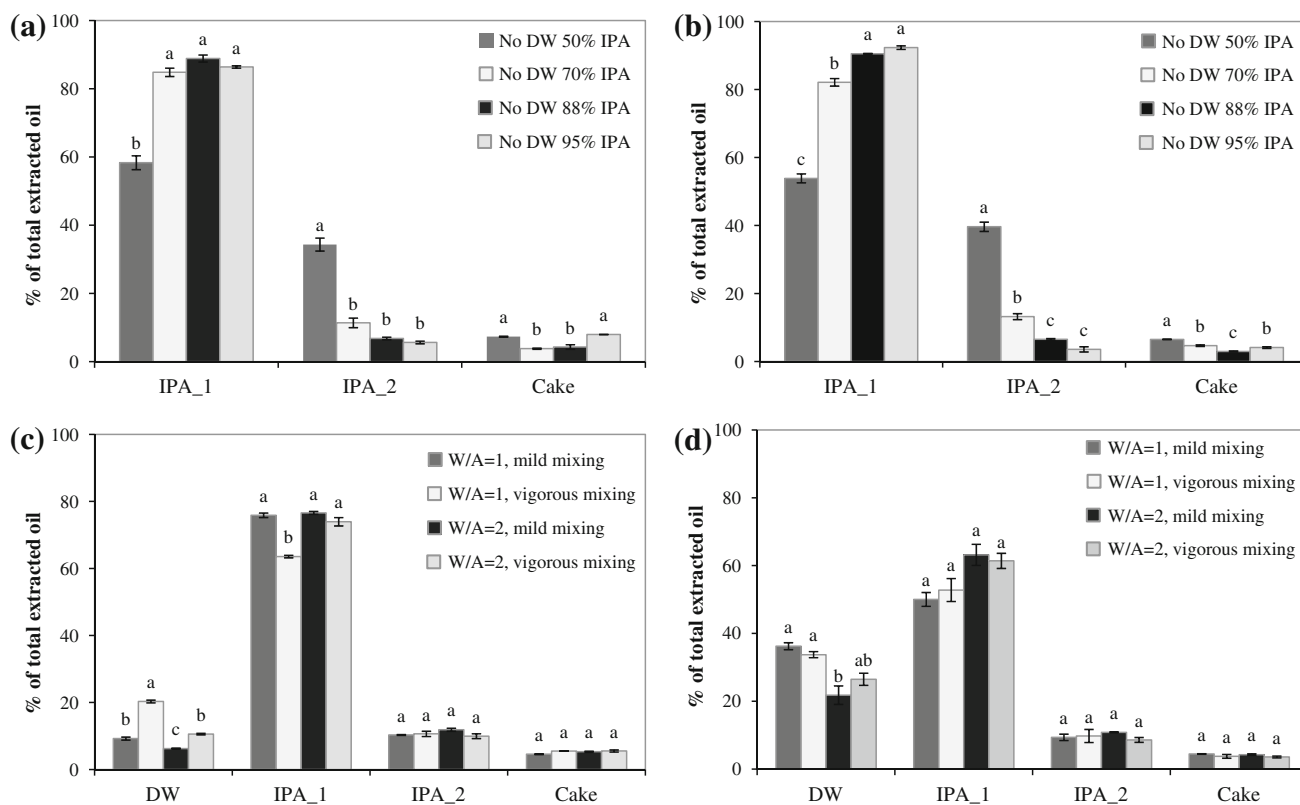 (a)
% of total extracted oil
100
80
60
40
20
0
No DW 50% IPA
No DW 70% IPA
No DW 88% IPA
No DW 95% IPA
b a a a
a b b b
a b b a
IPA_1 IPA_2 Cake
(b)
% of total extracted oil
100
80
60
40
20
0
No DW 50% IPA
No DW 70% IPA
No DW 88% IPA
No DW 95% IPA
c b a a
a b c c
a b c b
IPA_1 IPA_2 Cake
(c)
% of total extracted oil
100
80
60
40
20
0
W/A=1, mild mixing
W/A=1, vigorous mixing
W/A=2, mild mixing
W/A=2, vigorous mixing
b a c b
a b a a
a a a a
a a a a
DW IPA_1 IPA_2 Cake
(d)
% of total extracted oil
100
80
60
40
20
0
W/A=1, mild mixing
W/A=1, vigorous mixing
W/A=2, mild mixing
W/A=2, vigorous mixing
a a b ab
a a a a
a a a a
a a a a
DW IPA_1 IPA_2 Cake